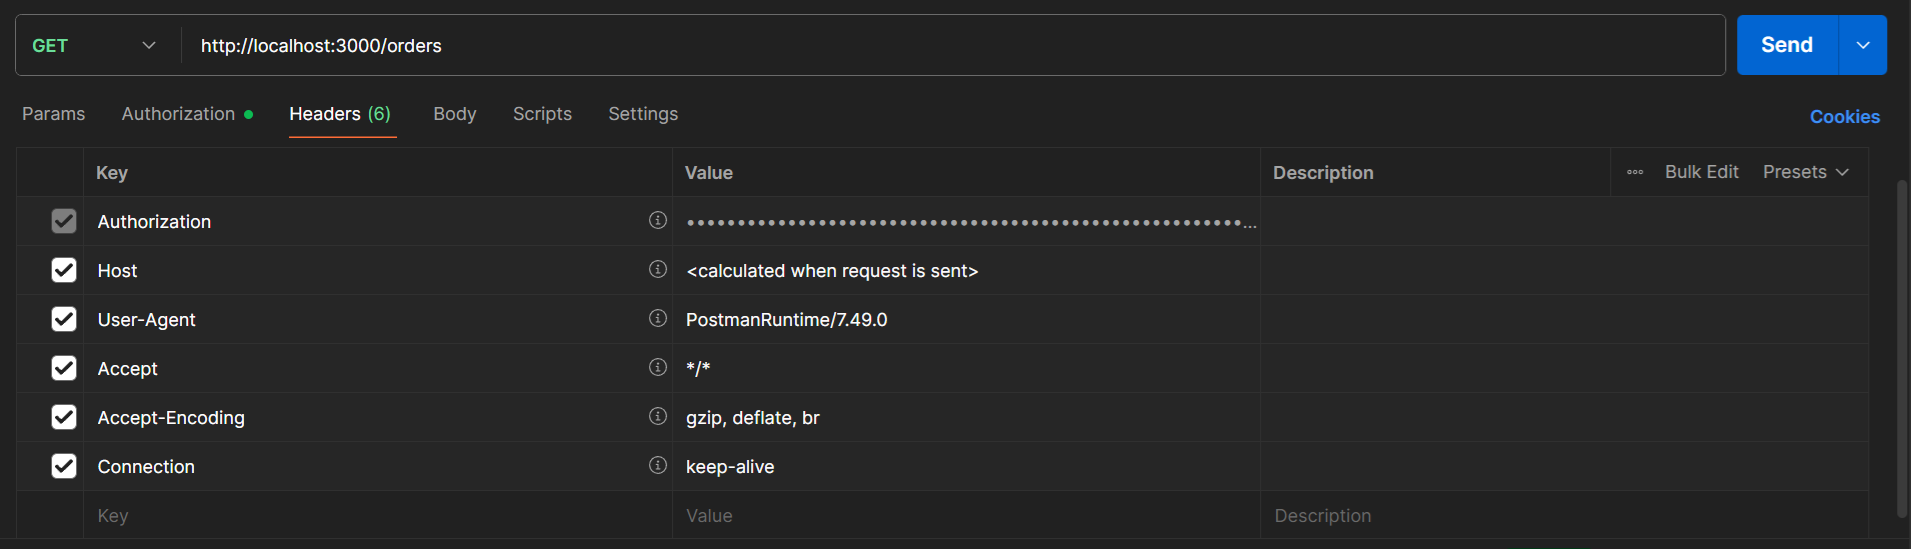 GET http://localhost:3000/orders Send
Params Authorization Headers (6) Body Scripts Settings Cookies
Key Value Description Bulk Edit Presets
Authorization ••••••••••••••••••••••••••••••••••••••••••••••••••••••••...
Host <calculated when request is sent>
User-Agent PostmanRuntime/7.49.0
Accept */*
Accept-Encoding gzip, deflate, br
Connection keep-alive
Key Value Description